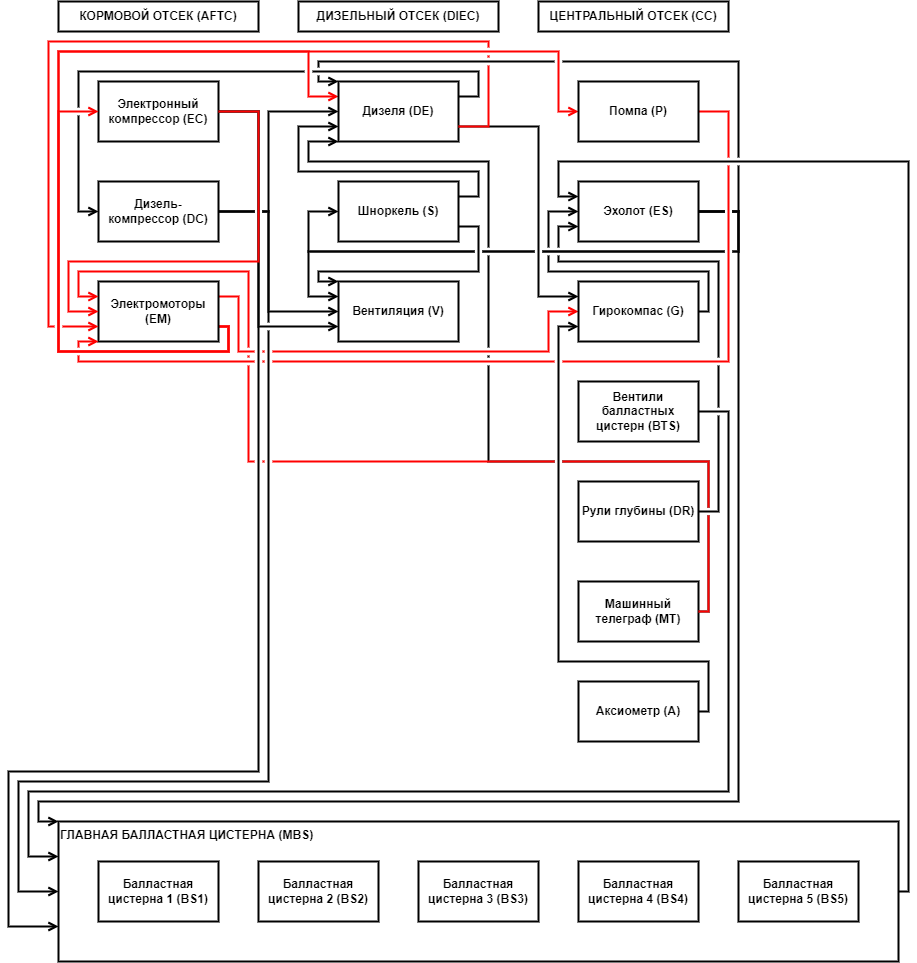 КОРМОВОЙ ОТСЕК (AFTC)
ДИЗЕЛЬНЫЙ ОТСЕК (DIEC)
ЦЕНТРАЛЬНЫЙ ОТСЕК (CC)
Электронный
компрессор (EC)
Дизеля (DE)
Помпа (P)
Дизель-
компрессор (DC)
Шноркель (S)
Эхолот (ES)
Электромоторы
(EM)
Вентиляция (V)
Гирокомпас (G)
Вентили
балластных
цистерн (BTS)
Рули глубины (DR)
Машинный
телеграф (MT)
Аксиометр (A)
ГЛАВНАЯ БАЛЛАСТНАЯ ЦИСТЕРНА (MBS)
Балластная
цистерна 1 (BS1)
Балластная
цистерна 2 (BS2)
Балластная
цистерна 3 (BS3)
Балластная
цистерна 4 (BS4)
Балластная
цистерна 5 (BS5)